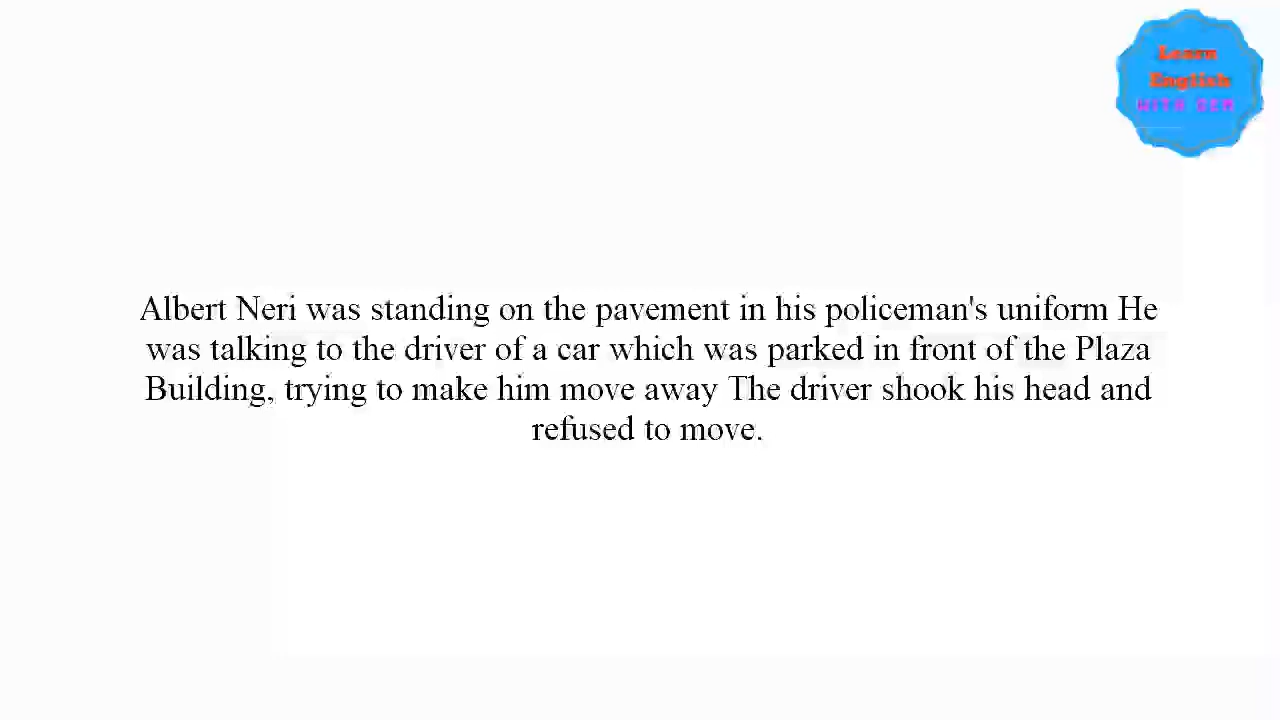 Learn
English
WITH GEM
Albert Neri was standing on the pavement in his policeman's uniform He
was talking to the driver of a car which was parked in front of the Plaza
Building, trying to make him move away The driver shook his head and
refused to move.